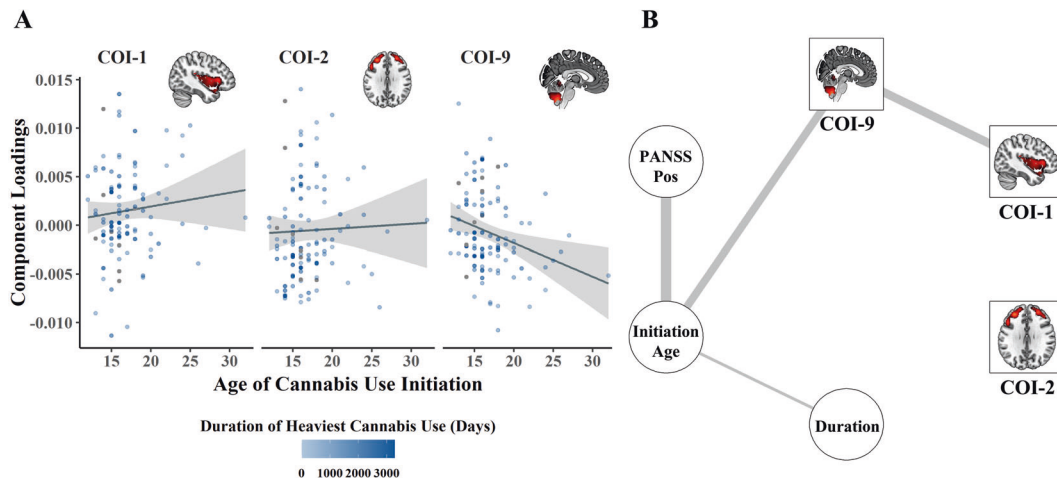 A
COI-1
COI-2
COI-9
Component Loadings
0.015
0.010
0.005
0.000
-0.005
-0.010
15 20 25 30
15 20 25 30
15 20 25 30
Age of Cannabis Use Initiation
Duration of Heaviest Cannabis Use (Days)
0 1000 2000 3000
B
COI-9
PANSS
Pos
COI-1
Initiation
Age
COI-2
Duration